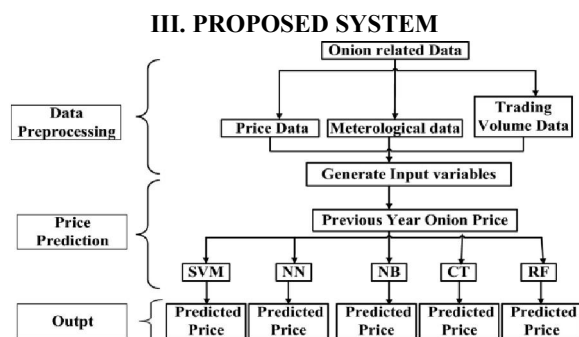 III. PROPOSED SYSTEM
Onion related Data
Data
Preprocessing
Price Data
Meterological data
Trading
Volume Data
Generate Input variables
Price
Prediction
Previous Year Onion Price
SVM
NN
NB
CT
RF
Outpt
Predicted
Price
Predicted
Price
Predicted
Price
Predicted
Price
Predicted
Price